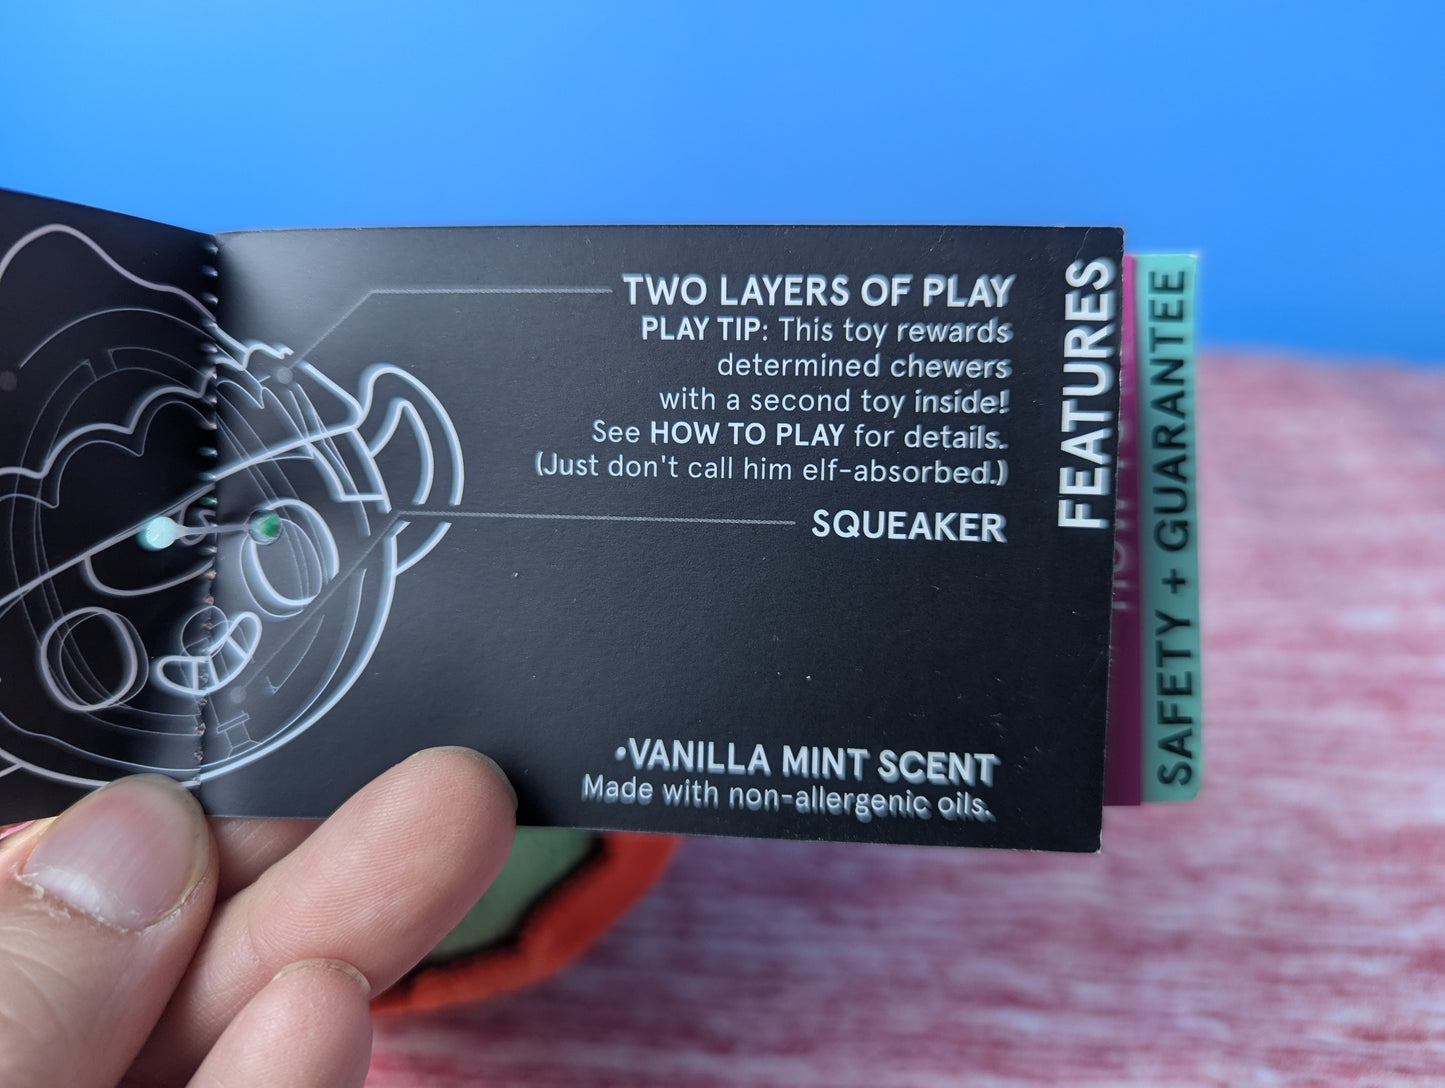 TWO LAYERS OF PLAY
PLAY TIP: This toy rewards
determined chewers
with a second toy inside!
See HOW TO PLAY for details.
(Just don't call him elf-absorbed.)
SQUEAKER
•VANILLA MINT SCENT
Made with non-allergenic oils.
FEATURES
SAFETY + GUARANTEE